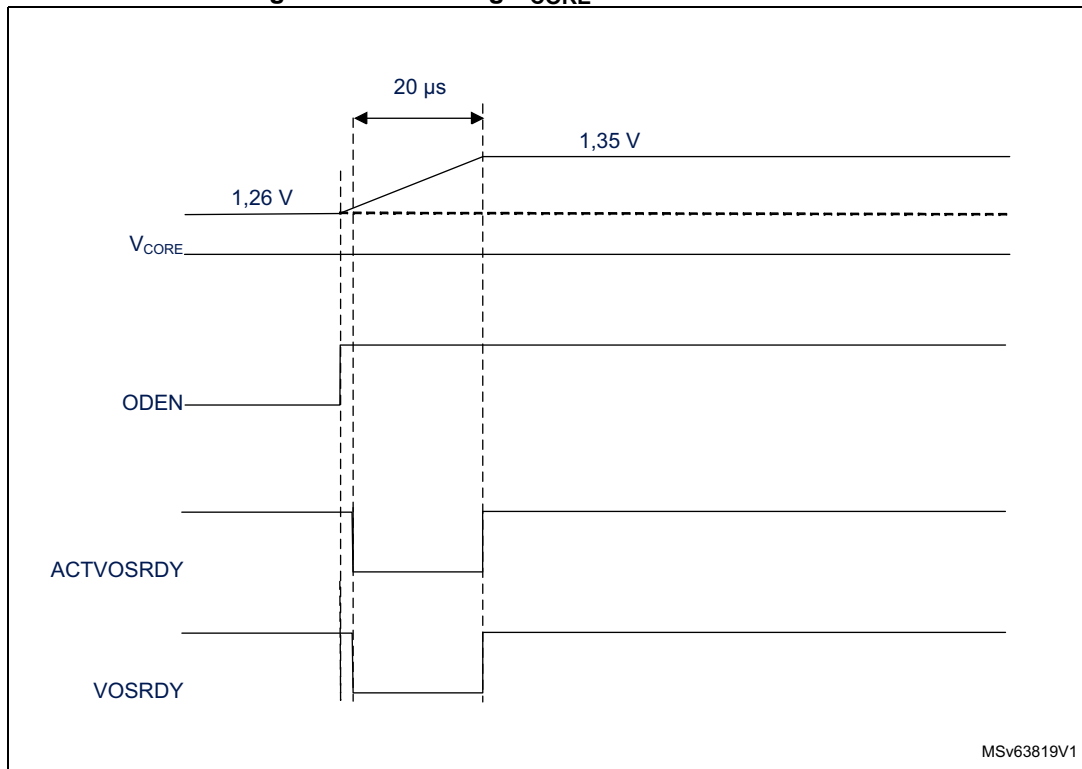 20 µs
1,35 V
1,26 V
VCORE
ODEN
ACTVOSRDY
VOSRDY
MSv63819V1